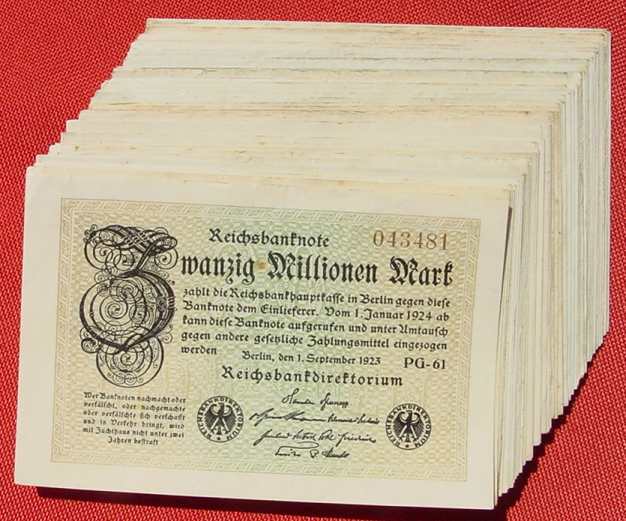 Reichsbanknote 043481
Zwanzig Millionen Mark
zahlt die Reichsbankhauptkasse in Berlin gegen diese
Banknote dem Einlieferer. Vom 1. Januar 1924 ab
kann diese Banknote aufgerufen und unter Umtausch
gegen andere gesetzliche Zahlungsmittel eingezogen
werden Berlin, den 1. September 1923 PG-61
Reichsbankdirektorium
Wer Banknoten nachmacht oder
verfälscht, oder nachgemachte
oder verfälschte sich verschafft
und in Verkehr bringt, wird
mit Zuchthaus nicht unter zwei
Jahren bestraft
REICHSBANKDIREKTORIUM REICHSBANKDIREKTORIUM